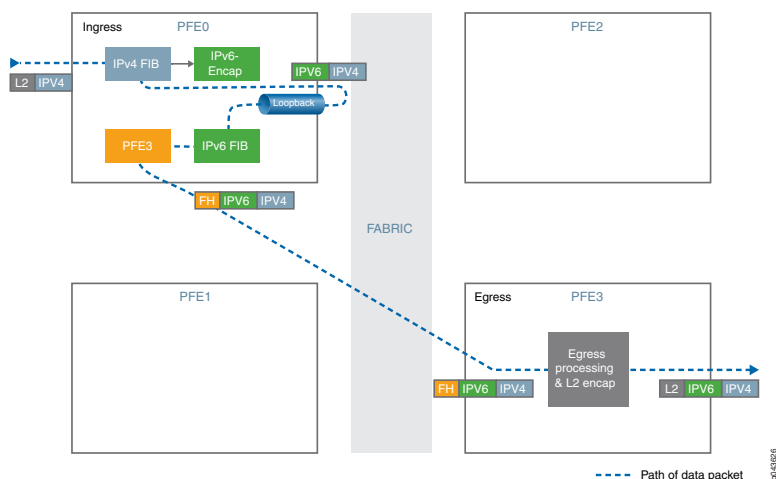 Ingress
PFE0
IPv4 FIB
IPv6-
Encap
L2 IPV4
IPV6 IPV4
Loopback
PFE3
IPv6 FIB
FH IPV6 IPV4
PFE2
FABRIC
PFE1
Egress
PFE3
Egress
processing
& L2 encap
FH IPV6 IPV4
L2 IPV6 IPV4
Path of data packet
g043626